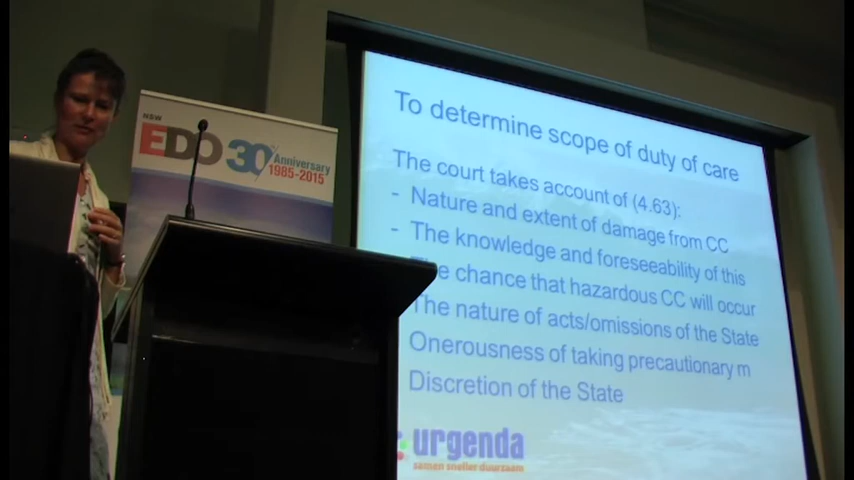 NSW
EDO 30
Anniversary
1985-2015
To determine scope of duty of care
The court takes account of (4.63):
- Nature and extent of damage from CC
- The knowledge and foreseeability of this
The chance that hazardous CC will occur
The nature of acts/omissions of the State
Onerousness of taking precautionary m
Discretion of the State
urgenda
samen sneller duurzaam